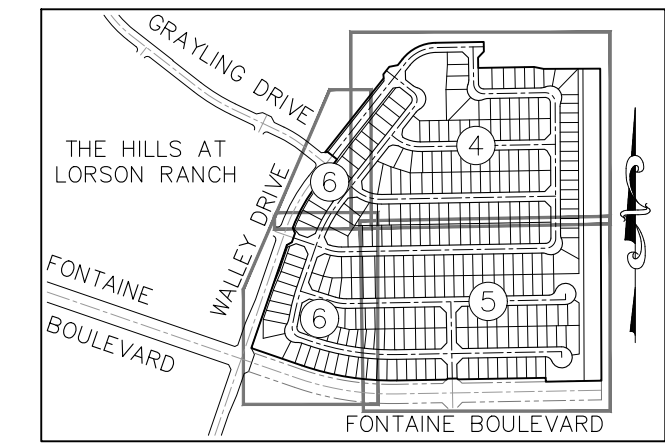 GRAYLING DRIVE
THE HILLS AT
LORSON RANCH
WALLEY DRIVE
FONTAINE
BOULEVARD
4
6
5
6
FONTAINE BOULEVARD